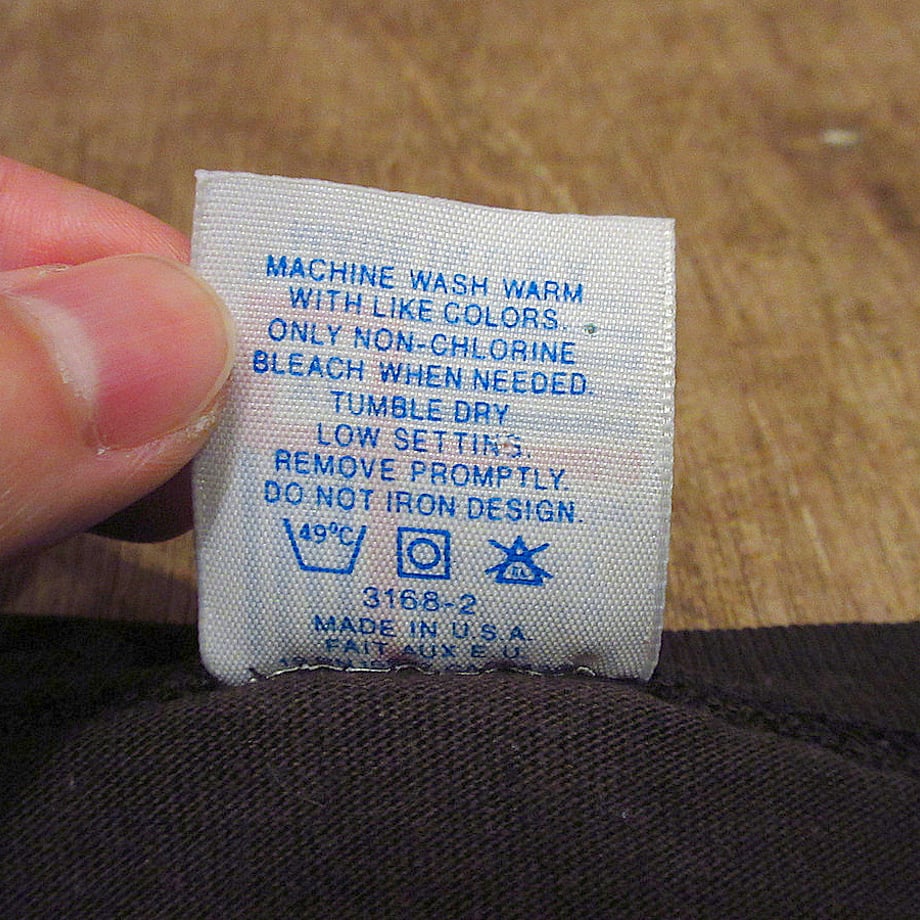 MACHINE WASH WARM
WITH LIKE COLORS.
ONLY NON-CHLORINE
BLEACH WHEN NEEDED.
TUMBLE DRY
LOW SETTING.
REMOVE PROMPTLY.
DO NOT IRON DESIGN.
49°C
3168-2
MADE IN U.S.A.
FAIT AUX E U